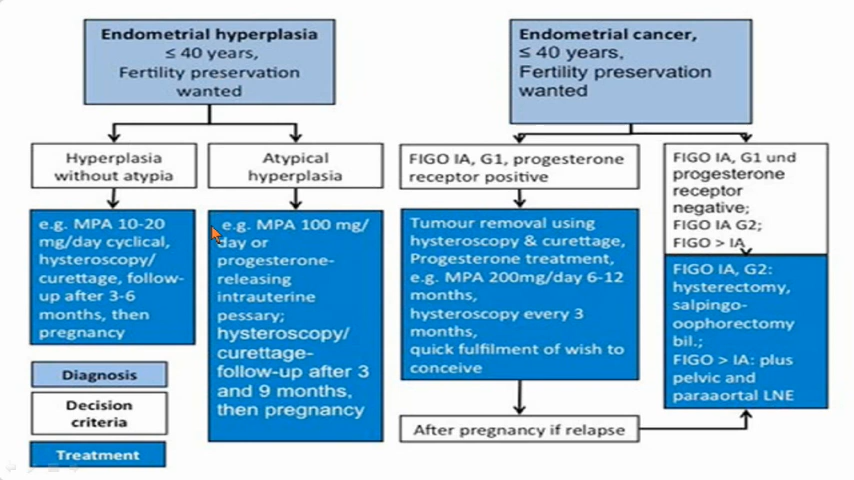 Endometrial hyperplasia
≤ 40 years,
Fertility preservation
wanted
Endometrial cancer,
≤ 40 years,
Fertility preservation
wanted
Hyperplasia
without atypia
Atypical
hyperplasia
FIGO IA, G1, progesterone
receptor positive
FIGO IA, G1 und
progesterone
receptor
negative;
FIGO IA G2;
FIGO > IA
e.g. MPA 10-20
mg/day cyclical,
hysteroscopy/
curettage, follow-
up after 3-6
months, then
pregnancy
e.g. MPA 100 mg/
day or
progesterone-
releasing
intrauterine
pessary;
hysteroscopy/
curettage-
follow-up after 3
and 9 months,
then pregnancy
Tumour removal using
hysteroscopy & curettage,
Progesterone treatment,
e.g. MPA 200mg/day 6-12
months,
hysteroscopy every 3
months,
quick fulfilment of wish to
conceive
FIGO IA, G2:
hysterectomy,
salpingo-
oophorectomy
bil.;
FIGO > IA: plus
pelvic and
paraaortal LNE
After pregnancy if relapse
Diagnosis
Decision
criteria
Treatment